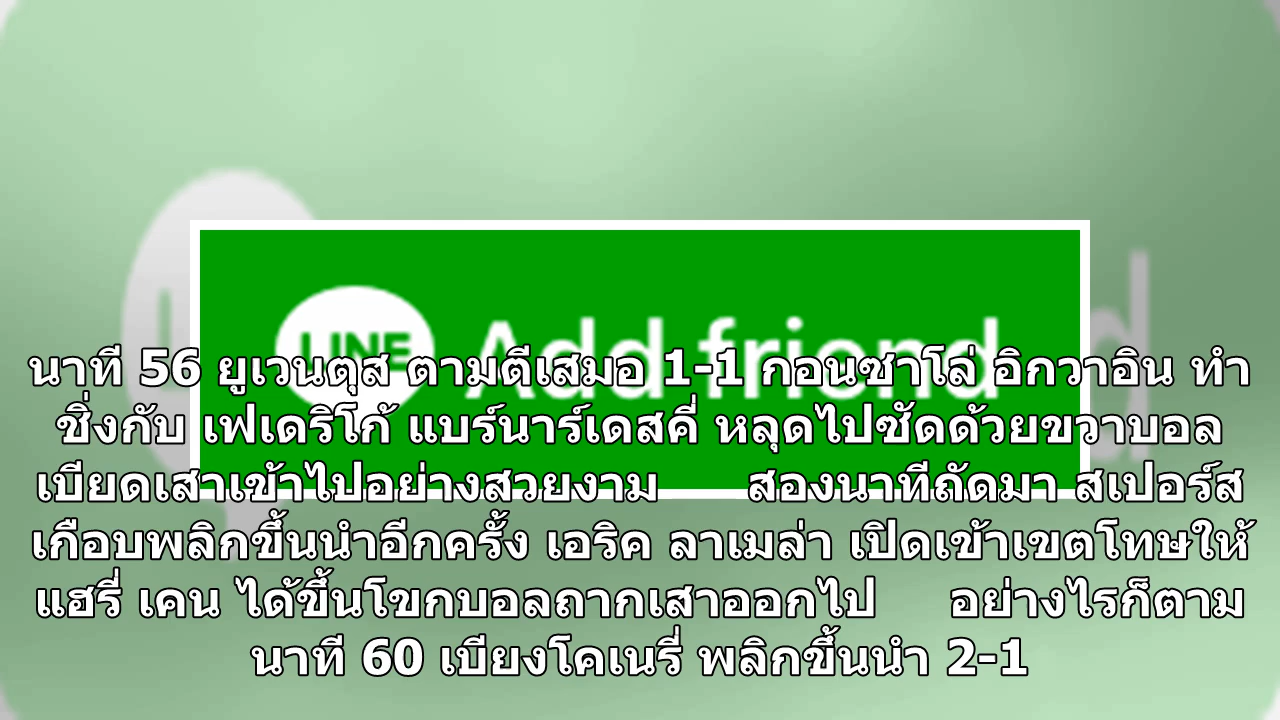 LINE Add friend
นาที 56 ยูเวนตุส ตามตีเสมอ 1-1 กอนซาโล่ อิกวาอิน ทำ
ชิ่งกับ เฟเดริโก้ แบร์นาร์เดสคี่ หลุดไปซัดด้วยขวาบอล
เบียดเสาเข้าไปอย่างสวยงาม สองนาทีถัดมา สเปอร์ส
เกือบพลิกขึ้นนำอีกครั้ง เอริค ลาเมล่า เปิดเข้าเขตโทษให้
แฮรี่ เคน ได้ขึ้นโขกบอลถากเสาออกไป อย่างไรก็ตาม
นาที 60 เบียงโคเนรี่ พลิกขึ้นนำ 2-1